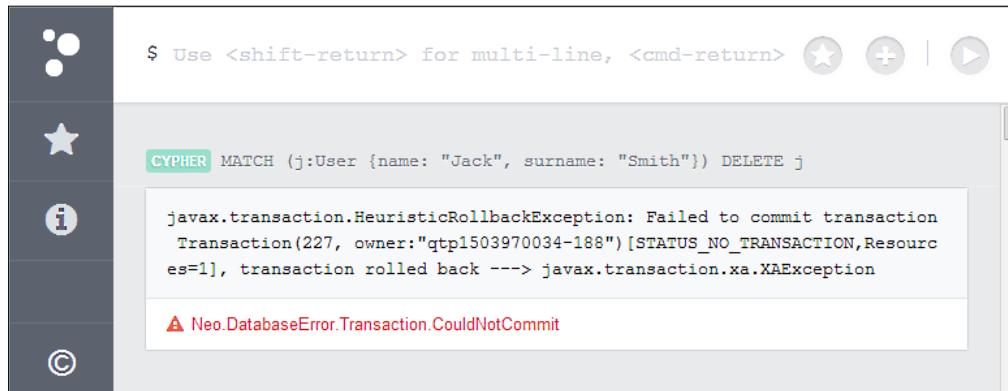 $ Use <shift-return> for multi-line, <cmd-return>
CYPHER MATCH (j:User {name: "Jack", surname: "Smith"}) DELETE j
javax.transaction.HeuristicRollbackException: Failed to commit transaction
Transaction(227, owner:"qtp1503970034-188")[STATUS_NO_TRANSACTION,Resourc
es=1], transaction rolled back ---> javax.transaction.xa.XAException
Neo.DatabaseError.Transaction.CouldNotCommit
©